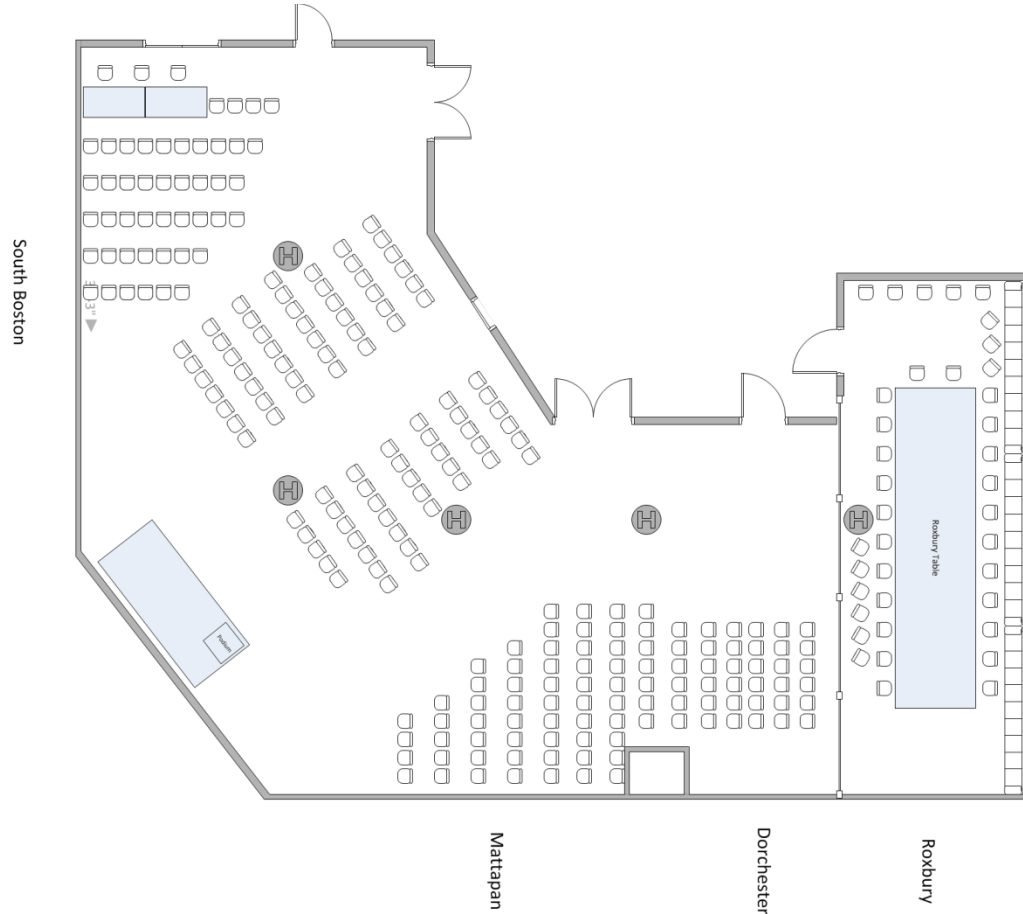 South Boston
Podium
Roxbury Table
Mattapan
Dorchester
Roxbury